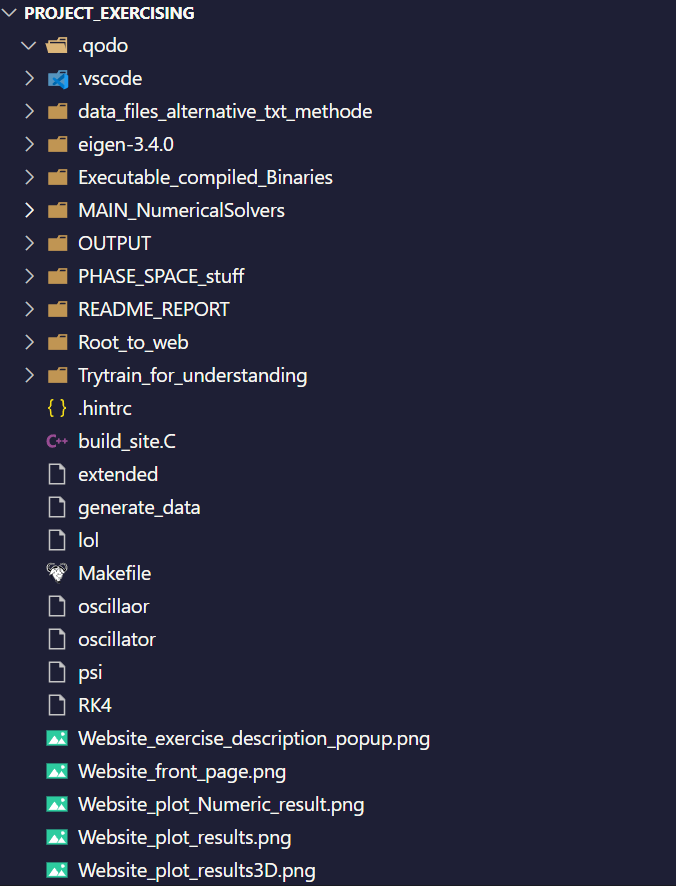 PROJECT_EXERCISING
.qodo
.vscode
data_files_alternative_txt_methode
eigen-3.4.0
Executable_compiled_Binaries
MAIN_NumericalSolvers
OUTPUT
PHASE_SPACE_stuff
README_REPORT
Root_to_web
Trytrain_for_understanding
{ } .hintrc
C++ build_site.C
extended
generate_data
lol
Makefile
oscillaor
oscillator
psi
RK4
Website_exercise_description_popup.png
Website_front_page.png
Website_plot_Numeric_result.png
Website_plot_results.png
Website_plot_results3D.png